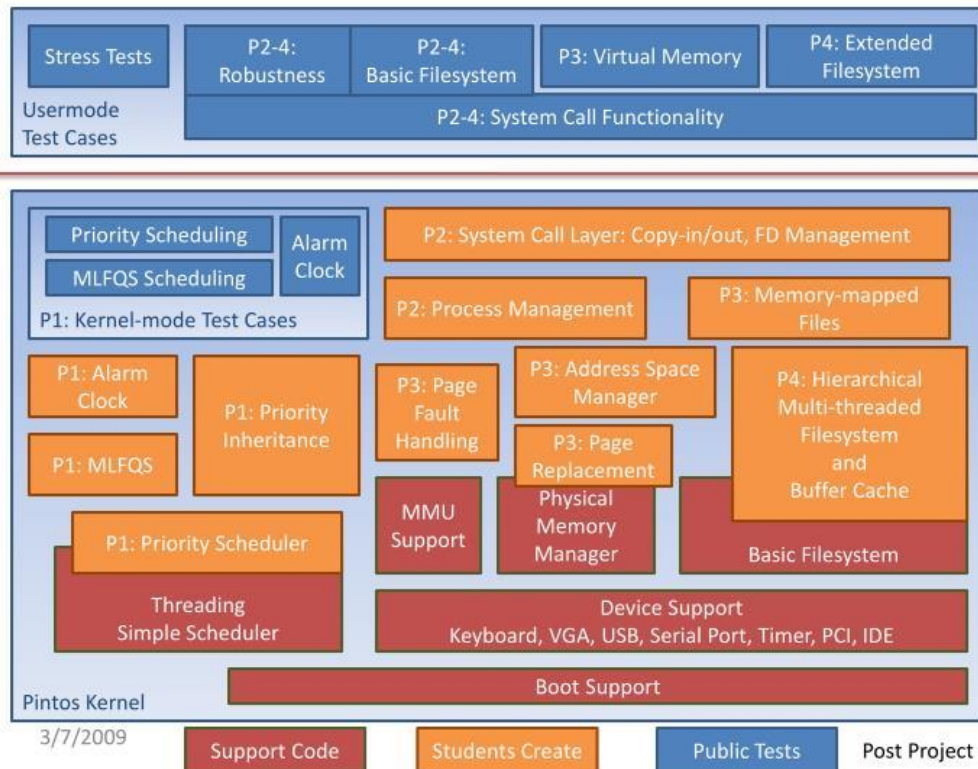 Stress Tests
P2-4:
Robustness
P2-4:
Basic Filesystem
P3: Virtual Memory
P4: Extended
Filesystem
Usermode
Test Cases
P2-4: System Call Functionality
Priority Scheduling
MLFQS Scheduling
Alarm
Clock
P1: Kernel-mode Test Cases
P2: System Call Layer: Copy-in/out, FD Management
P2: Process Management
P3: Memory-mapped
Files
P1: Alarm
Clock
P1: MLFQS
P1: Priority
Inheritance
P3: Page
Fault
Handling
P3: Address Space
Manager
P3: Page
Replacement
P4: Hierarchical
Multi-threaded
Filesystem
and
Buffer Cache
MMU
Support
Physical
Memory
Manager
Basic Filesystem
P1: Priority Scheduler
Threading
Simple Scheduler
Device Support
Keyboard, VGA, USB, Serial Port, Timer, PCI, IDE
Boot Support
Pintos Kernel
3/7/2009
Support Code
Students Create
Public Tests
Post Project